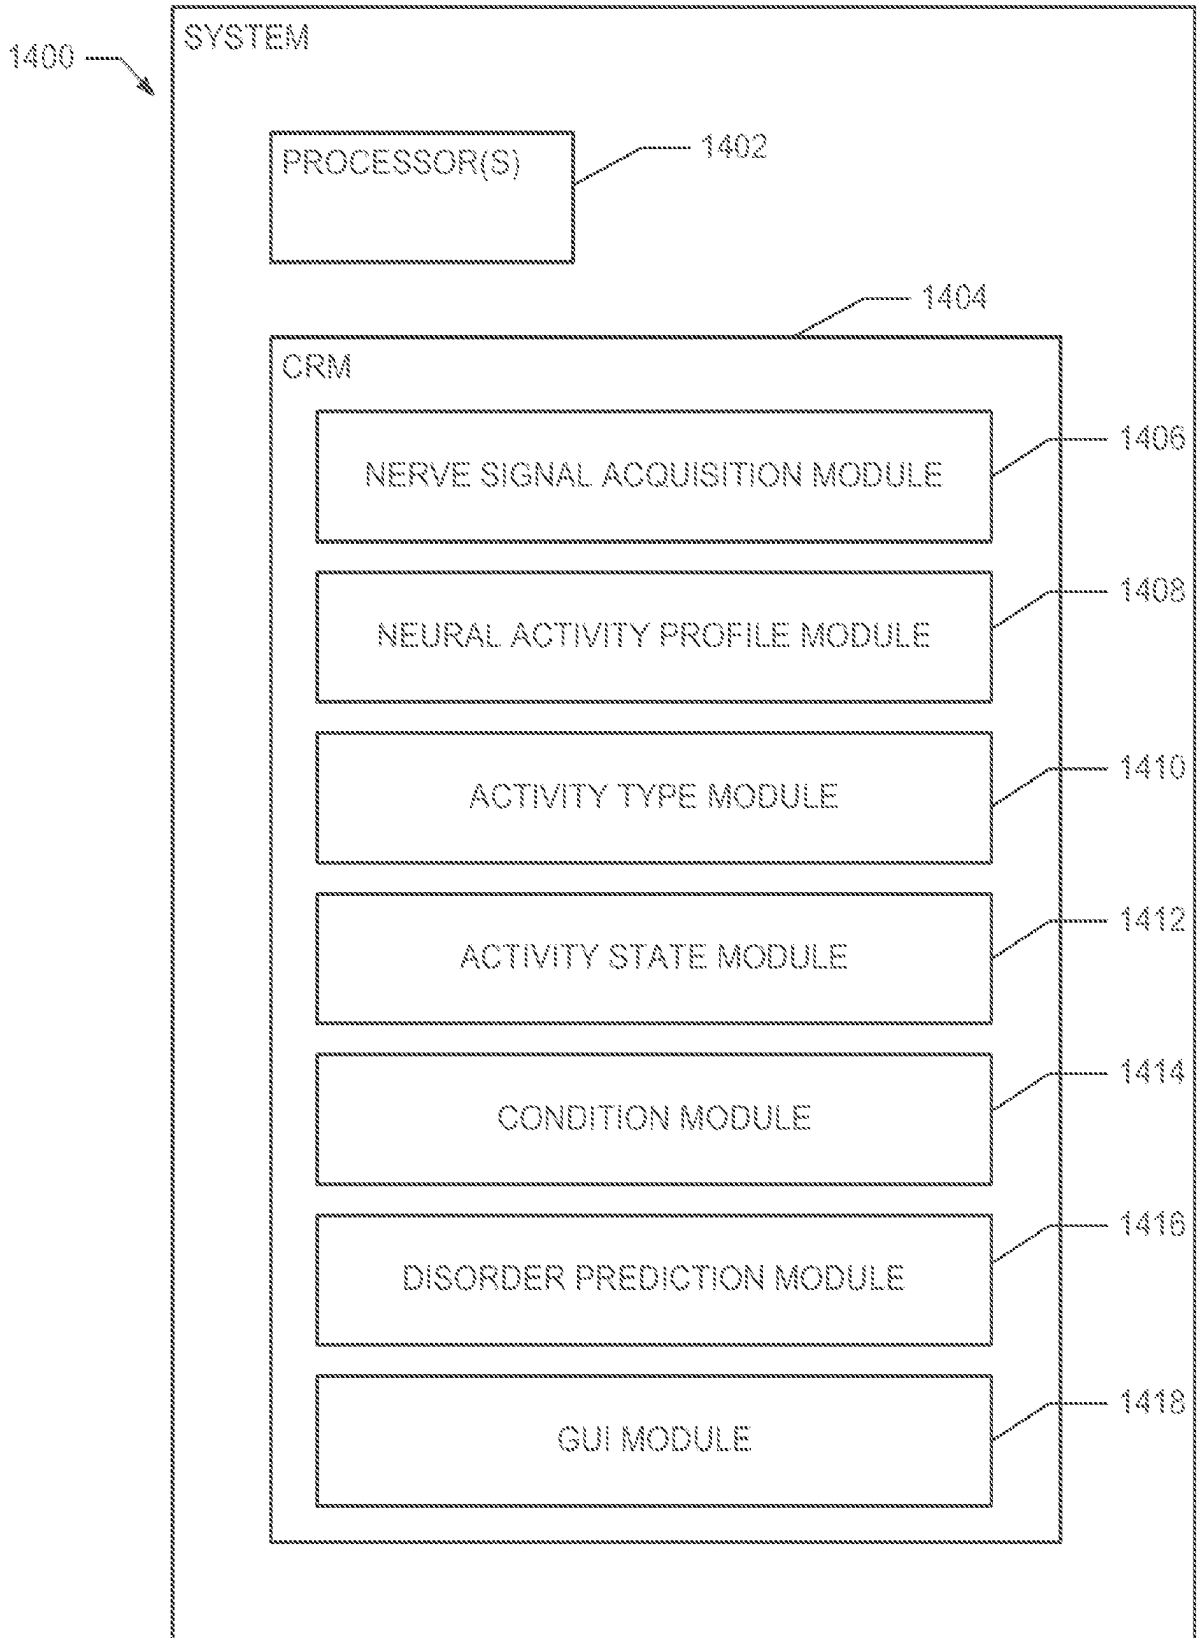 SYSTEM
1400
PROCESSOR(S)
1402
1404
CRM
NERVE SIGNAL ACQUISITION MODULE
1406
NEURAL ACTIVITY PROFILE MODULE
1408
ACTIVITY TYPE MODULE
1410
ACTIVITY STATE MODULE
1412
CONDITION MODULE
1414
DISORDER PREDICTION MODULE
1416
GUI MODULE
1418